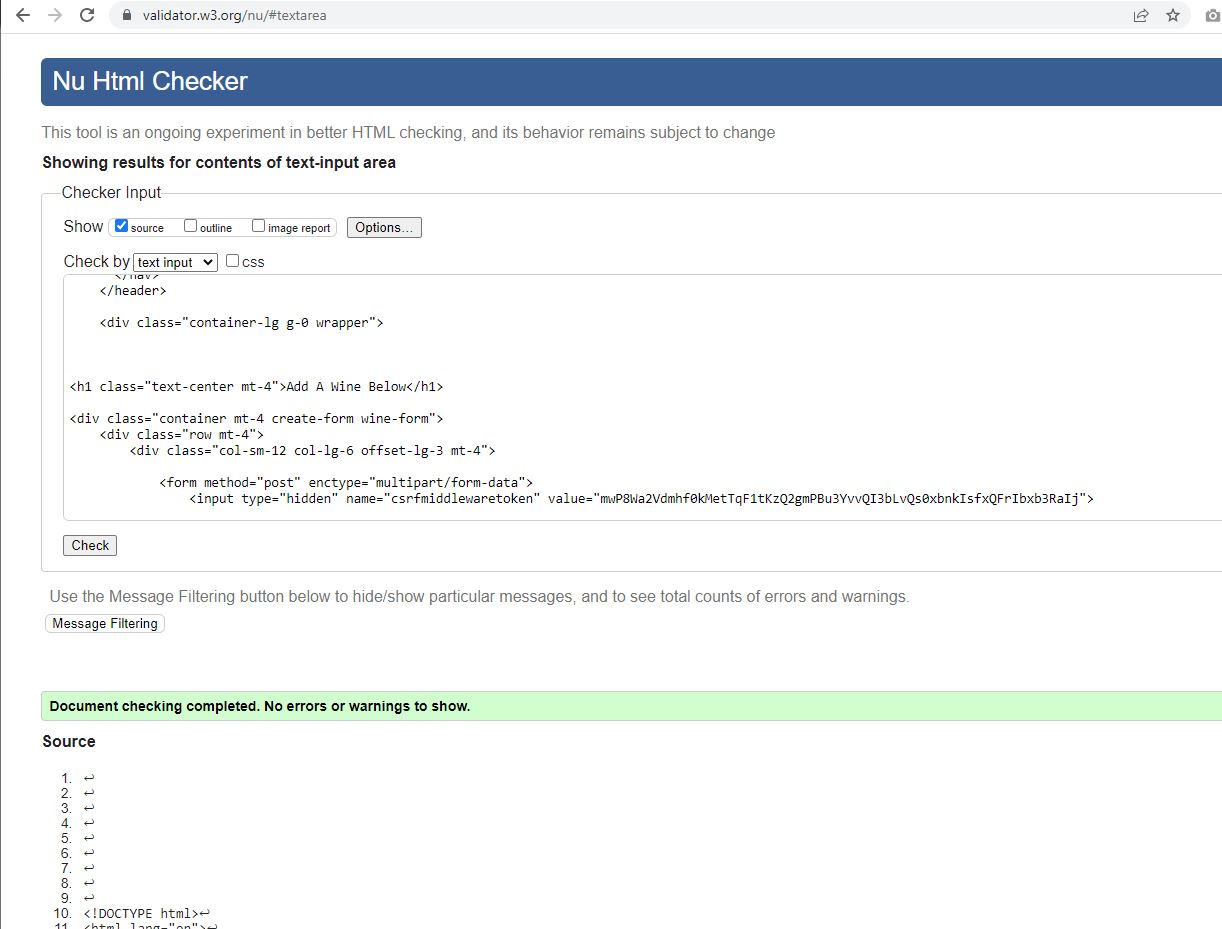 validator.w3.org/nu/#textarea
Nu Html Checker
This tool is an ongoing experiment in better HTML checking, and its behavior remains subject to change
Showing results for contents of text-input area
Checker Input
Show source outline image report Options...
Check by text input css
</nav>
</header>
<div class="container-lg g-0 wrapper">
<h1 class="text-center mt-4">Add A Wine Below</h1>
<div class="container mt-4 create-form wine-form">
<div class="row mt-4">
<div class="col-sm-12 col-lg-6 offset-lg-3 mt-4">
<form method="post" enctype="multipart/form-data">
<input type="hidden" name="csrfmiddlewaretoken" value="mwP8Wa2Vdmhf0kMetTqF1tKzQ2gmPBu3YvvQI3bLvQs0xbnkIsfxQFrIbxb3RaIj">
Check
Use the Message Filtering button below to hide/show particular messages, and to see total counts of errors and warnings.
Message Filtering
Document checking completed. No errors or warnings to show.
Source
1. ↩
2. ↩
3. ↩
4. ↩
5. ↩
6. ↩
7. ↩
8. ↩
9. ↩
10. <!DOCTYPE html>↩
11. <html lang="en">↩